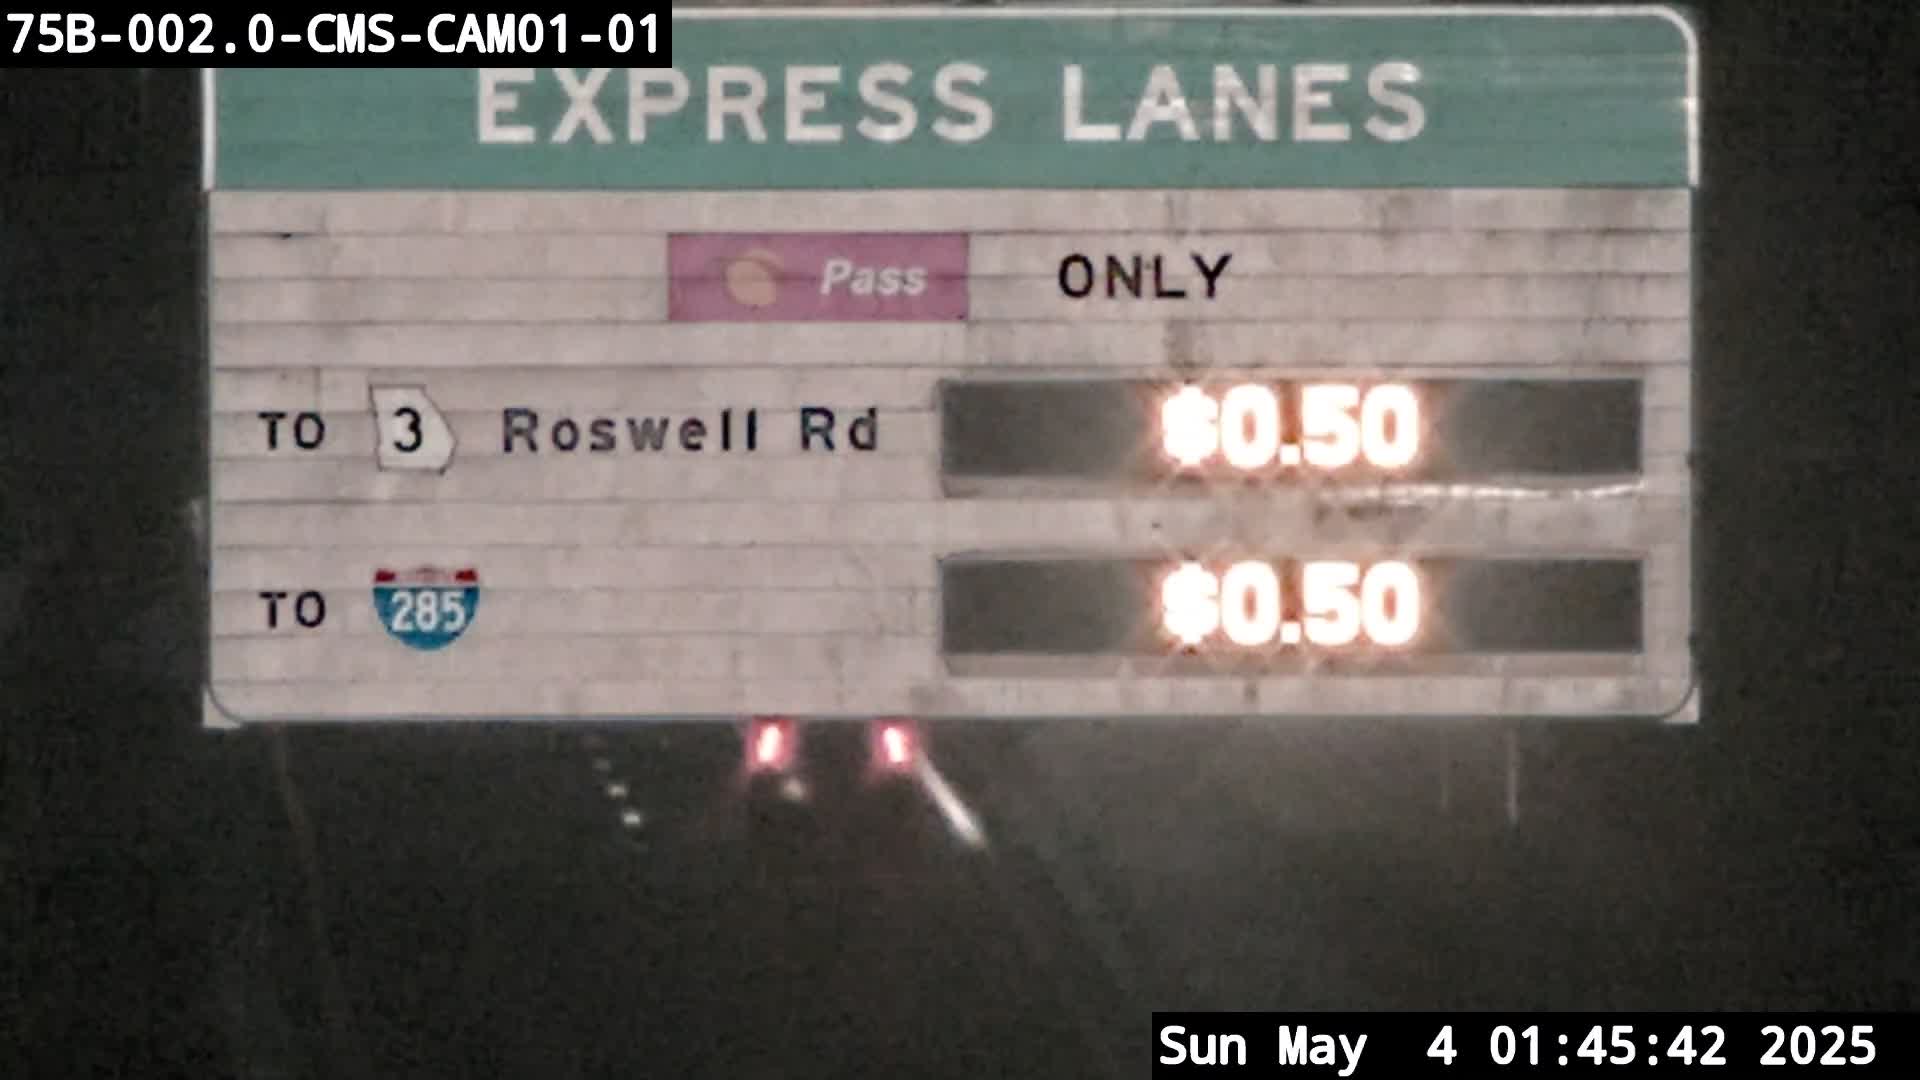 75B-002.0-CMS-CAM01-01
EXPRESS LANES
Pass ONLY
TO 3 Roswell Rd $0.50
TO 285 $0.50
Sun May 4 01:45:42 2025